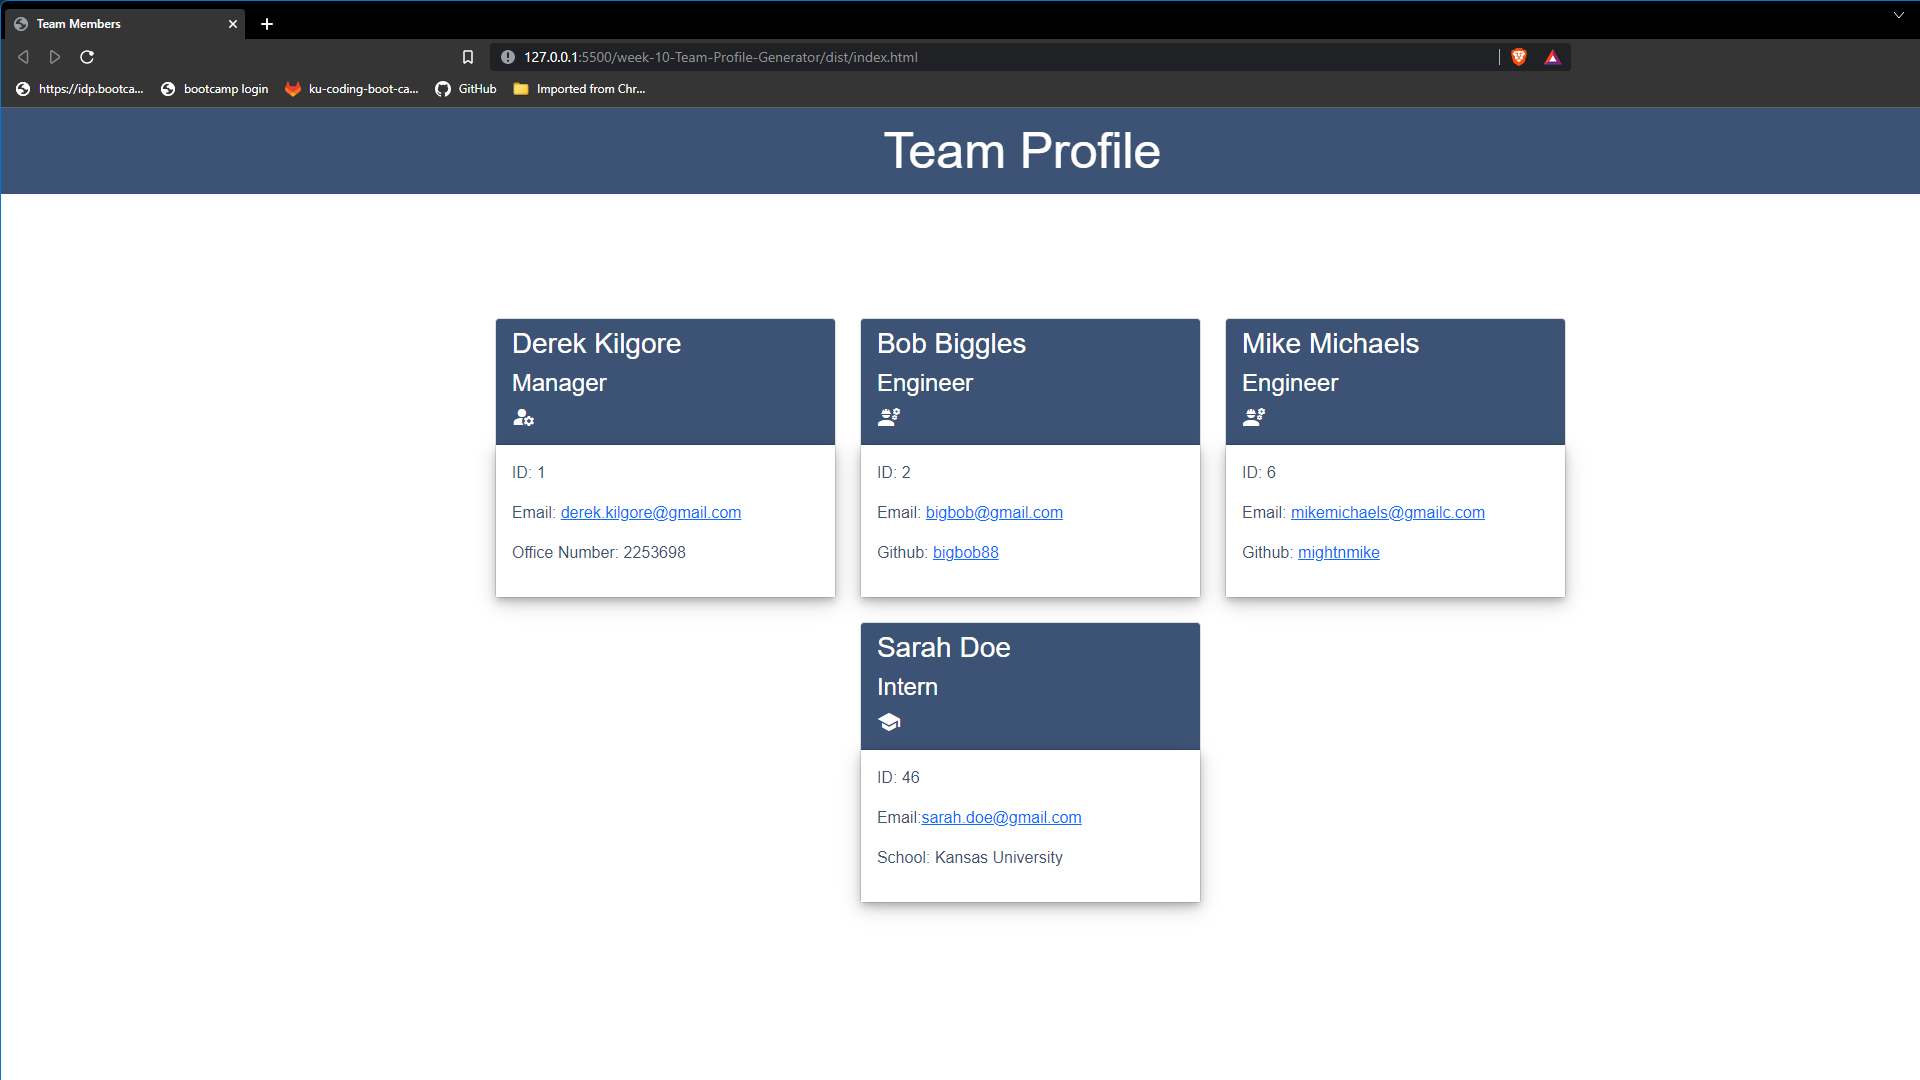 Team Members
127.0.0.1:5500/week-10-Team-Profile-Generator/dist/index.html
https://idp.bootca... bootcamp login ku-coding-boot-ca... GitHub Imported from Chr...
Team Profile
Derek Kilgore
Manager
ID: 1
Email: derek.kilgore@gmail.com
Office Number: 2253698
Bob Biggles
Engineer
ID: 2
Email: bigbob@gmail.com
Github: bigbob88
Mike Michaels
Engineer
ID: 6
Email: mikemichaels@gmailc.com
Github: mightnmike
Sarah Doe
Intern
ID: 46
Email:sarah.doe@gmail.com
School: Kansas University